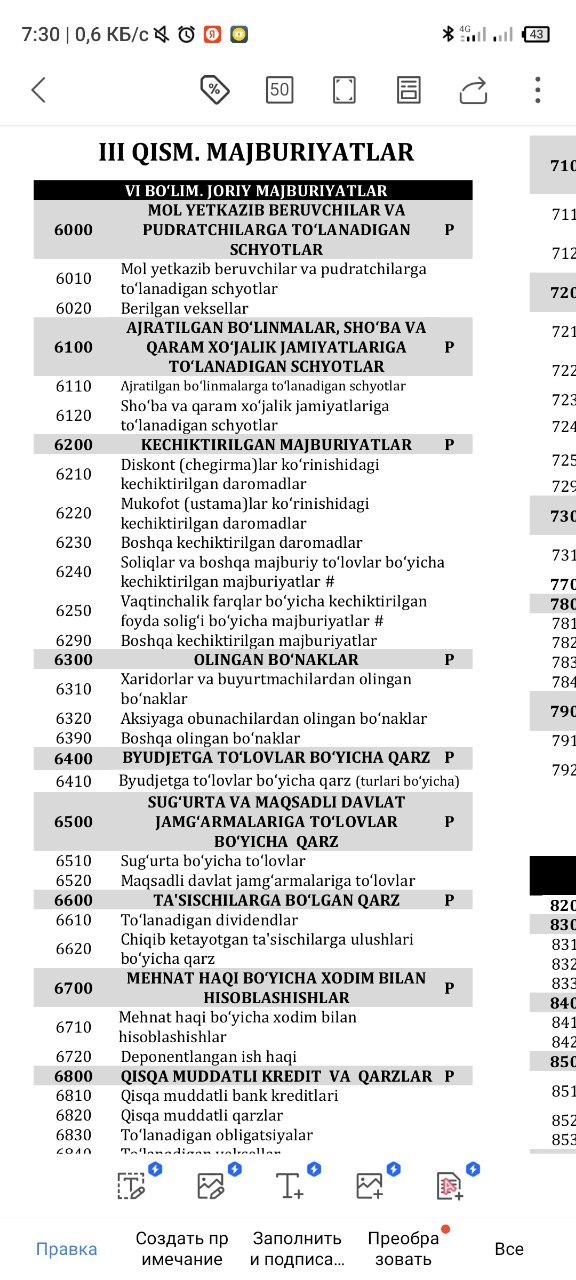 7:30 | 0,6 КБ/с
4G
43
50
III QISM. MAJBURIYATLAR
VI BO‘LIM. JORIY MAJBURIYATLAR
6000 MOL YETKAZIB BERUVCHILAR VA
PUDRATCHILARGA TO‘LANADIGAN
SCHYOTLAR P
6010 Mol yetkazib beruvchilar va pudratchilarga
to‘lanadigan schyotlar
6020 Berilgan veksellar
6100 AJRATILGAN BO‘LINMALAR, SHO‘BA VA
QARAM XO‘JALIK JAMIYATLARIGA
TO‘LANADIGAN SCHYOTLAR P
6110 Ajratilgan bo‘linmalarga to‘lanadigan schyotlar
6120 Sho‘ba va qaram xo‘jalik jamiyatlariga
to‘lanadigan schyotlar
6200 KECHIKTIRILGAN MAJBURIYATLAR P
6210 Diskont (chegirma)lar ko‘rinishidagi
kechiktirilgan daromadlar
6220 Mukofot (ustama)lar ko‘rinishidagi
kechiktirilgan daromadlar
6230 Boshqa kechiktirilgan daromadlar
6240 Soliqlar va boshqa majburiy to‘lovlar bo‘yicha
kechiktirilgan majburiyatlar #
6250 Vaqtinchalik farqlar bo‘yicha kechiktirilgan
foyda solig‘i bo‘yicha majburiyatlar #
6290 Boshqa kechiktirilgan majburiyatlar
6300 OLINGAN BO‘NAKLAR P
6310 Xaridorlar va buyurtmachilardan olingan
bo‘naklar
6320 Aksiyaga obunachilardan olingan bo‘naklar
6390 Boshqa olingan bo‘naklar
6400 BYUDJETGA TO‘LOVLAR BO‘YICHA QARZ P
6410 Byudjetga to‘lovlar bo‘yicha qarz (turlari bo‘yicha)
6500 SUG‘URTA VA MAQSADLI DAVLAT
JAMG‘ARMALARIGA TO‘LOVLAR
BO‘YICHA QARZ P
6510 Sug‘urta bo‘yicha to‘lovlar
6520 Maqsadli davlat jamg‘armalariga to‘lovlar
6600 TA'SISCHILARGA BO‘LGAN QARZ P
6610 To‘lanadigan dividendlar
6620 Chiqib ketayotgan ta'sischilarga ulushlari
bo‘yicha qarz
6700 MEHNAT HAQI BO‘YICHA XODIM BILAN
HISOBLASHISHLAR P
6710 Mehnat haqi bo‘yicha xodim bilan
hisoblashishlar
6720 Deponentlangan ish haqi
6800 QISQA MUDDATLI KREDIT VA QARZLAR P
6810 Qisqa muddatli bank kreditlari
6820 Qisqa muddatli qarzlar
6830 To‘lanadigan obligatsiyalar
710
711
712
720
721
722
723
724
725
729
730
731
770
780
781
782
783
784
790
791
792
820
830
831
832
833
840
841
842
850
851
852
853
Правка
Создать пр
имечание
Заполнить
и подписа...
Преобра
зовать
Все